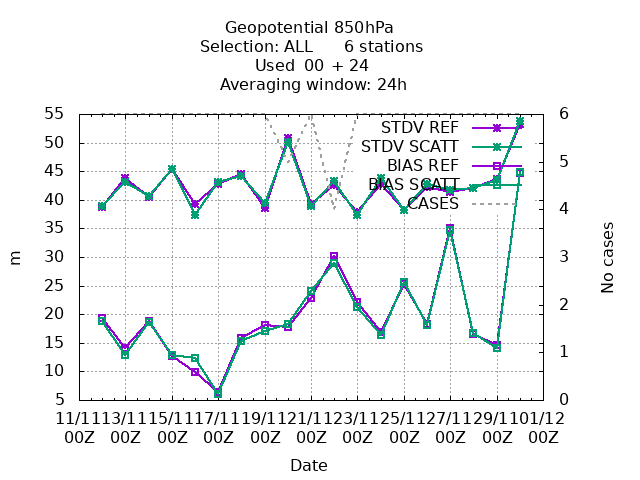 Geopotential 850hPa
Selection: ALL 6 stations
Used 00 + 24
Averaging window: 24h
55 6
STDV REF
50
STDV SCATT
5
BIAS REF
45
BIAS SCATT
40 4
CASES
35
30 3
25
20 2
15
1
10
5 0
m
No cases
11/11 13/11 15/11 17/11 19/11 21/11 23/11 25/11 27/11 29/11 01/12
00Z 00Z 00Z 00Z 00Z 00Z 00Z 00Z 00Z 00Z 00Z
Date